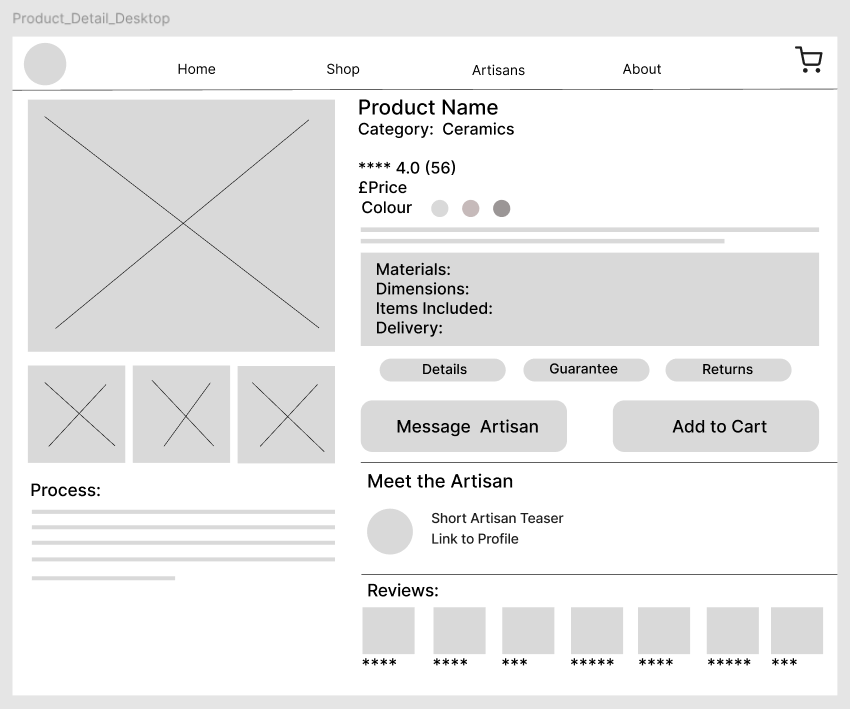 Product_Detail_Desktop
Home Shop Artisans About
Product Name
Category: Ceramics
**** 4.0 (56)
£Price
Colour
Materials:
Dimensions:
Items Included:
Delivery:
Details Guarantee Returns
Message Artisan Add to Cart
Process:
Meet the Artisan
Short Artisan Teaser
Link to Profile
Reviews:
**** **** *** ***** **** ***** ***